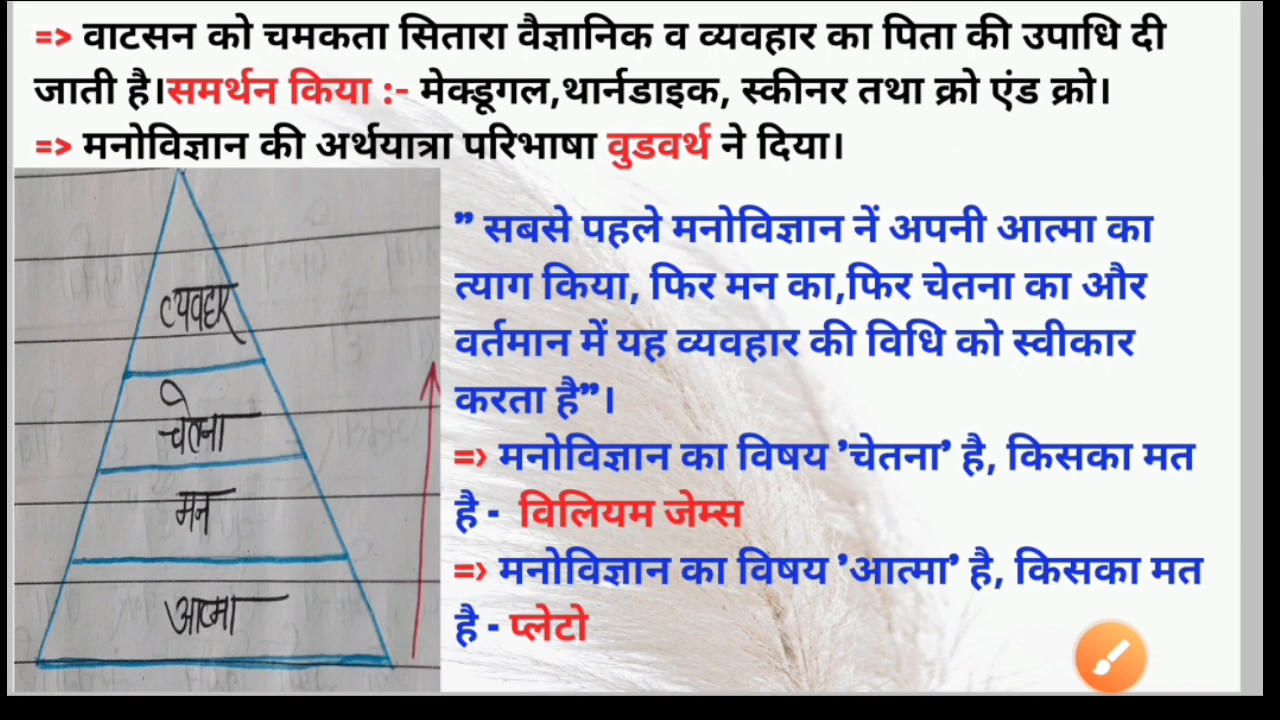 => वाटसन को चमकता सितारा वैज्ञानिक व व्यवहार का पिता की उपाधि दी
जाती है।समर्थन किया :- मेक्डूगल,थार्नडाइक, स्कीनर तथा क्रो एंड क्रो।
=> मनोविज्ञान की अर्थयात्रा परिभाषा वुडवर्थ ने दिया।
व्यवहार
चेतना
मन
आत्मा
” सबसे पहले मनोविज्ञान नें अपनी आत्मा का
त्याग किया, फिर मन का,फिर चेतना का और
वर्तमान में यह व्यवहार की विधि को स्वीकार
करता है”।
=> मनोविज्ञान का विषय ’चेतना’ है, किसका मत
है - विलियम जेम्स
=> मनोविज्ञान का विषय ’आत्मा’ है, किसका मत
है - प्लेटो